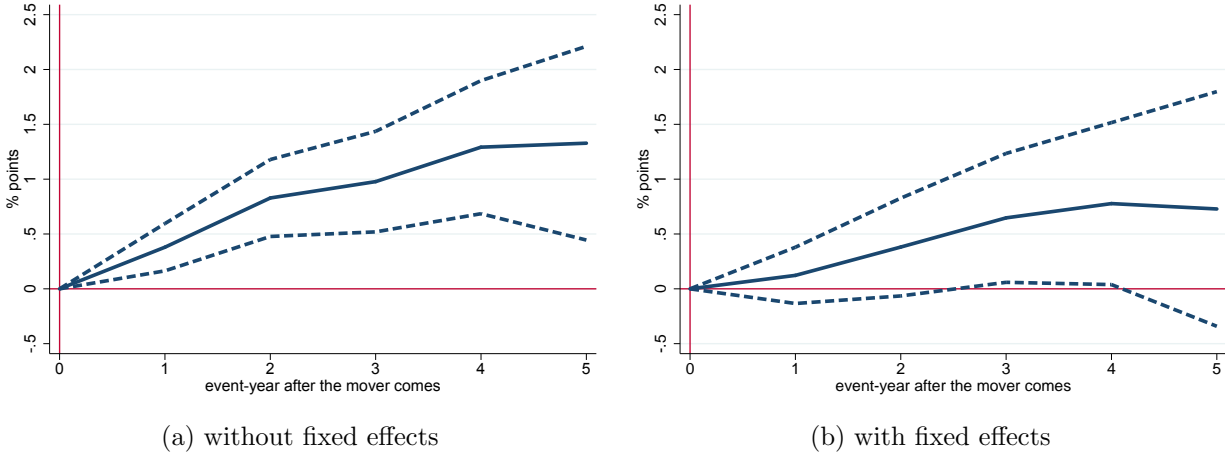 2.5
2
1.5
1
.5
0
-.5
% points
0 1 2 3 4 5
event-year after the mover comes
(a) without fixed effects
2.5
2
1.5
1
.5
0
-.5
% points
0 1 2 3 4 5
event-year after the mover comes
(b) with fixed effects